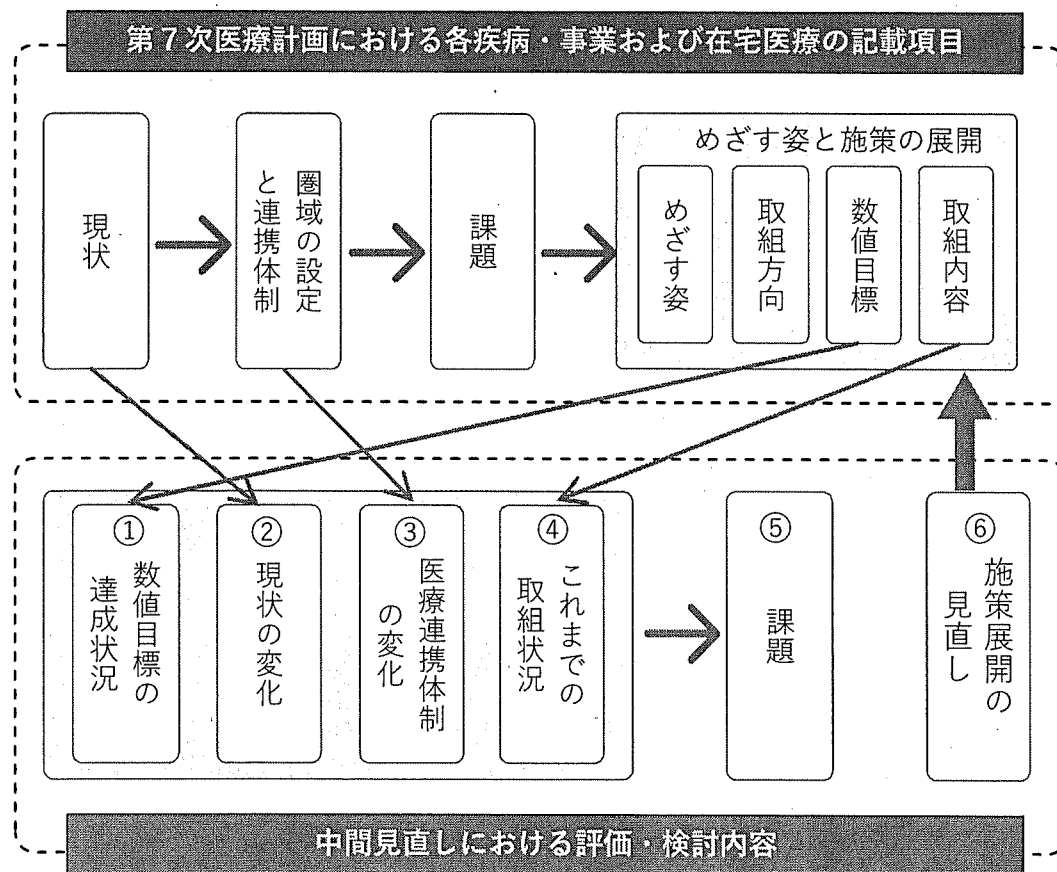 第７次医療計画における各疾病・事業および在宅医療の記載項目
現状
圏域の設定
と連携体制
課題
めざす姿と施策の展開
めざす姿
取組方向
数値目標
取組内容
①
数値目標の
達成状況
②
現状の変化
③
医療連携体制
の変化
④
これまでの
取組状況
⑤
課題
⑥
施策展開の
見直し
中間見直しにおける評価・検討内容